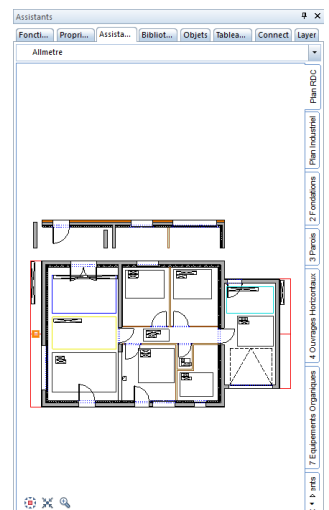 Assistants
Foncti... Propri... Assista... Bibliot... Objets Tablea... Connect Layer
Allmetre
Plan RDC
Plan Industriel
2 Fondations
3 Parois
4 Ouvrages Horizontaux
7 Equipements Organiques